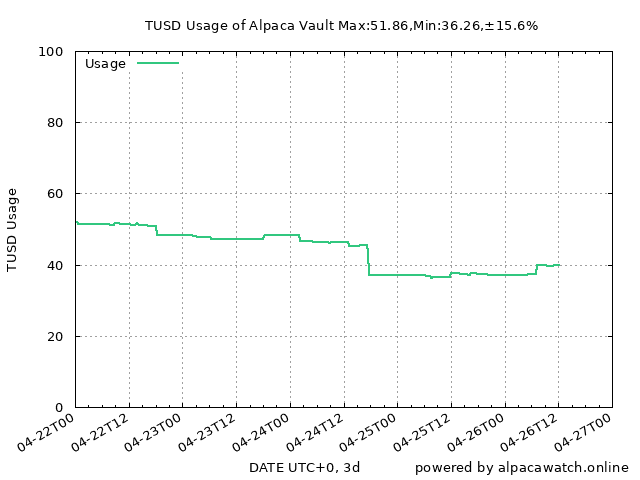 TUSD Usage of Alpaca Vault Max:51.86,Min:36.26,±15.6%
Usage
100
80
60
40
20
0
TUSD Usage
04-22T00
04-22T12
04-23T00
04-23T12
04-24T00
04-24T12
04-25T00
04-25T12
04-26T00
04-26T12
04-27T00
DATE UTC+0, 3d
powered by alpacawatch.online